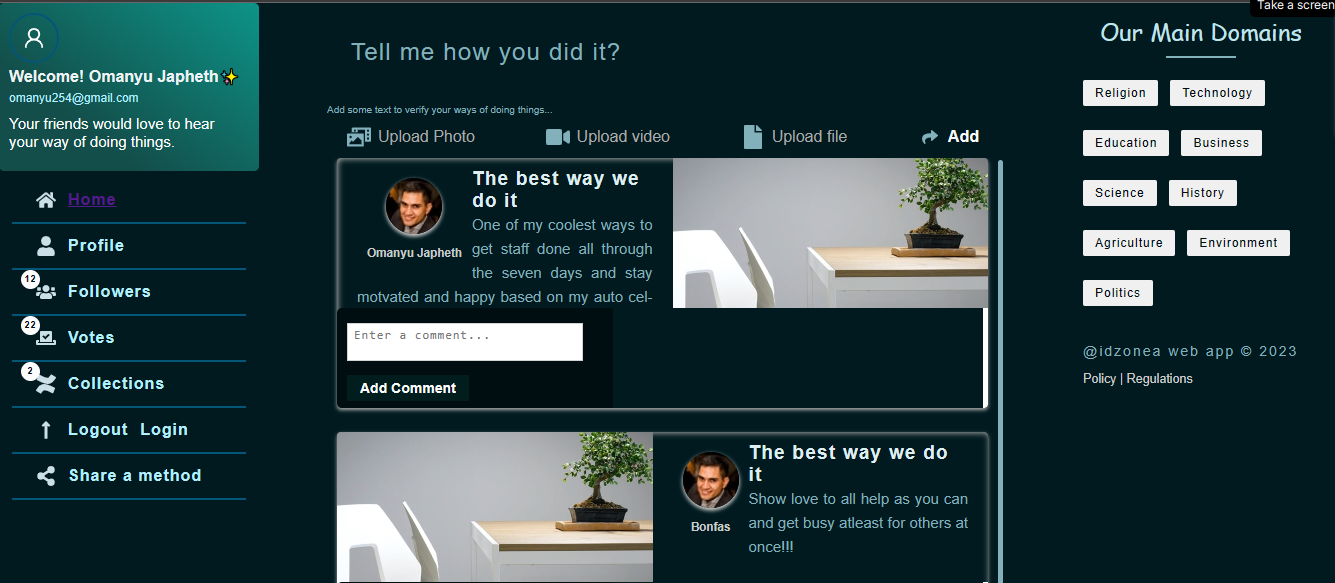 Take a screen
Welcome! Omanyu Japheth✨
omanyu254@gmail.com
Your friends would love to hear
your way of doing things.
Home
Profile
12
Followers
22
Votes
2
Collections
Logout Login
Share a method
Tell me how you did it?
Add some text to verify your ways of doing things...
Upload Photo
Upload video
Upload file
Add
The best way we
do it
Omanyu Japheth
One of my coolest ways to
get staff done all through
the seven days and stay
motvated and happy based on my auto cel-
Enter a comment...
Add Comment
The best way we do
it
Bonfas
Show love to all help as you can
and get busy atleast for others at
once!!!
Our Main Domains
Religion
Technology
Education
Business
Science
History
Agriculture
Environment
Politics
@idzonea web app © 2023
Policy | Regulations